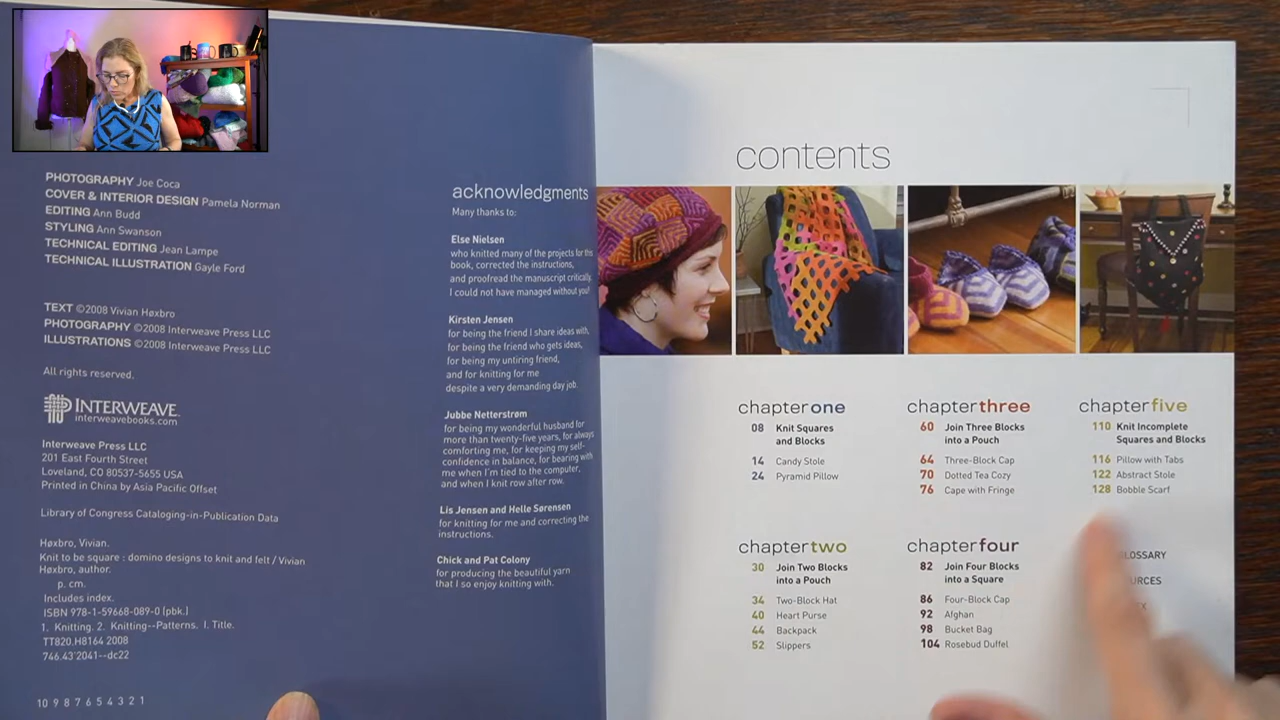 PHOTOGRAPHY Joe Coca
COVER & INTERIOR DESIGN Pamela Norman
EDITING Ann Budd
STYLING Ann Swanson
TECHNICAL EDITING Jean Lampe
TECHNICAL ILLUSTRATION Gayle Ford
TEXT ©2008 Vivian Høxbro
PHOTOGRAPHY ©2008 Interweave Press LLC
ILLUSTRATIONS ©2008 Interweave Press LLC
All rights reserved.
INTERWEAVE
interweavebooks.com
Interweave Press LLC
201 East Fourth Street
Loveland, CO 80537-5655 USA
Printed in China by Asia Pacific Offset
Library of Congress Cataloging-in-Publication Data
Høxbro, Vivian.
Knit to be square : domino designs to knit and felt / Vivian
Høxbro, author.
p. cm.
Includes index.
ISBN 978-1-59668-089-0 (pbk.)
1. Knitting. 2. Knitting--Patterns. I. Title.
TT820.H8164 2008
746.43'2041--dc22
10 9 8 7 6 5 4 3 2 1
acknowledgments
Many thanks to:
Else Nielsen
who knitted many of the projects for this
book, corrected the instructions,
and proofread the manuscript critically.
I could not have managed without you!
Kirsten Jensen
for being the friend I share ideas with,
for being the friend who gets ideas,
for being my untiring friend,
and for knitting for me
despite a very demanding day job.
Jubbe Netterstrøm
for being my wonderful husband for
more than twenty-five years, for always
comforting me, for keeping my self-
confidence in balance, for bearing with
me when I'm tied to the computer,
and when I knit row after row.
Lis Jensen and Helle Sørensen
for knitting for me and correcting the
instructions.
Chick and Pat Colony
for producing the beautiful yarn
that I so enjoy knitting with.
contents
chapterone
08 Knit Squares
and Blocks
14 Candy Stole
24 Pyramid Pillow
chaptertwo
30 Join Two Blocks
into a Pouch
34 Two-Block Hat
40 Heart Purse
44 Backpack
52 Slippers
chapterthree
60 Join Three Blocks
into a Pouch
64 Three-Block Cap
70 Dotted Tea Cozy
76 Cape with Fringe
chapterfour
82 Join Four Blocks
into a Square
86 Four-Block Cap
92 Afghan
98 Bucket Bag
104 Rosebud Duffel
chapterfive
110 Knit Incomplete
Squares and Blocks
116 Pillow with Tabs
122 Abstract Stole
128 Bobble Scarf